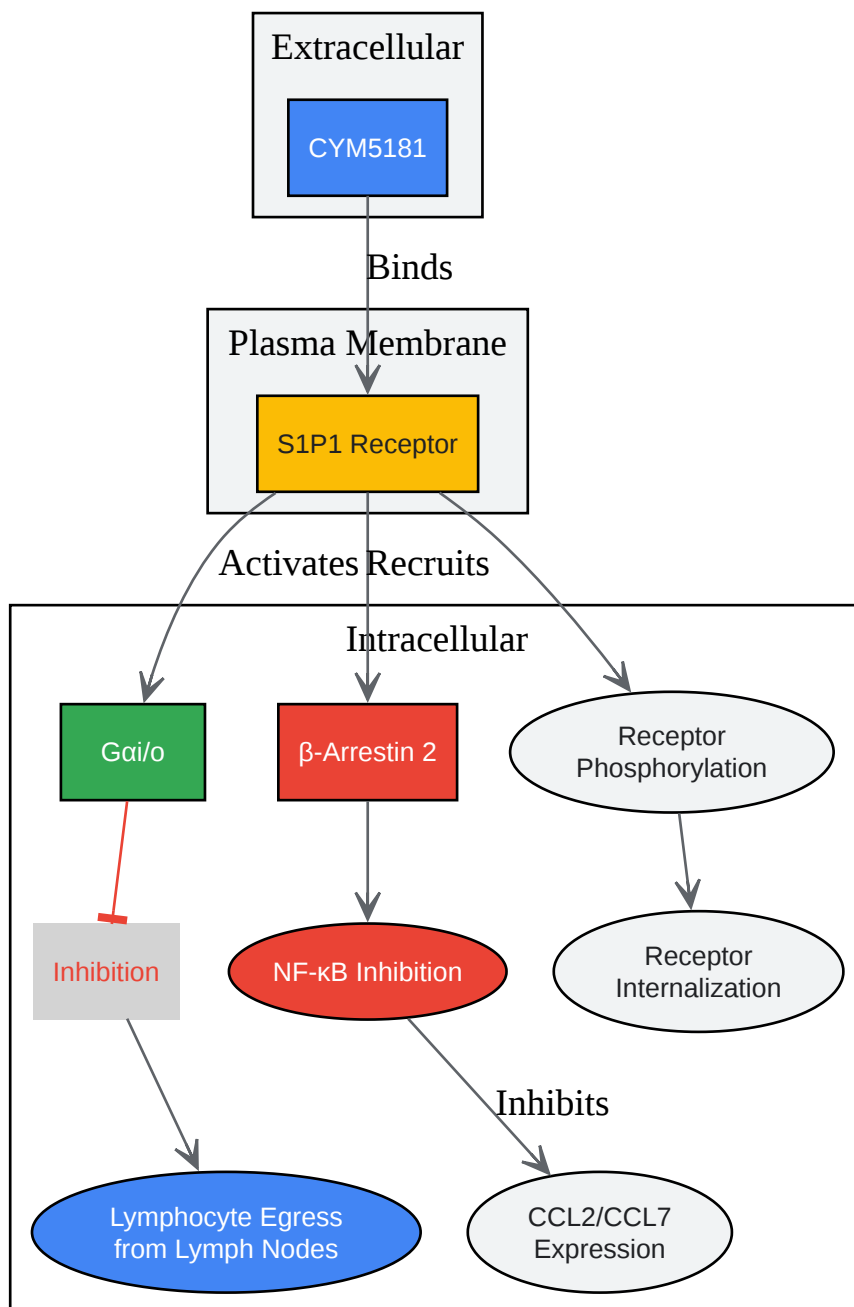 Extracellular
CYM5181
Binds
Plasma Membrane
S1P1 Receptor
Activates
Recruits
Intracellular
Gαi/o
β-Arrestin 2
Receptor
Phosphorylation
Inhibition
NF-κB Inhibition
Receptor
Internalization
Inhibits
Lymphocyte Egress
from Lymph Nodes
CCL2/CCL7
Expression